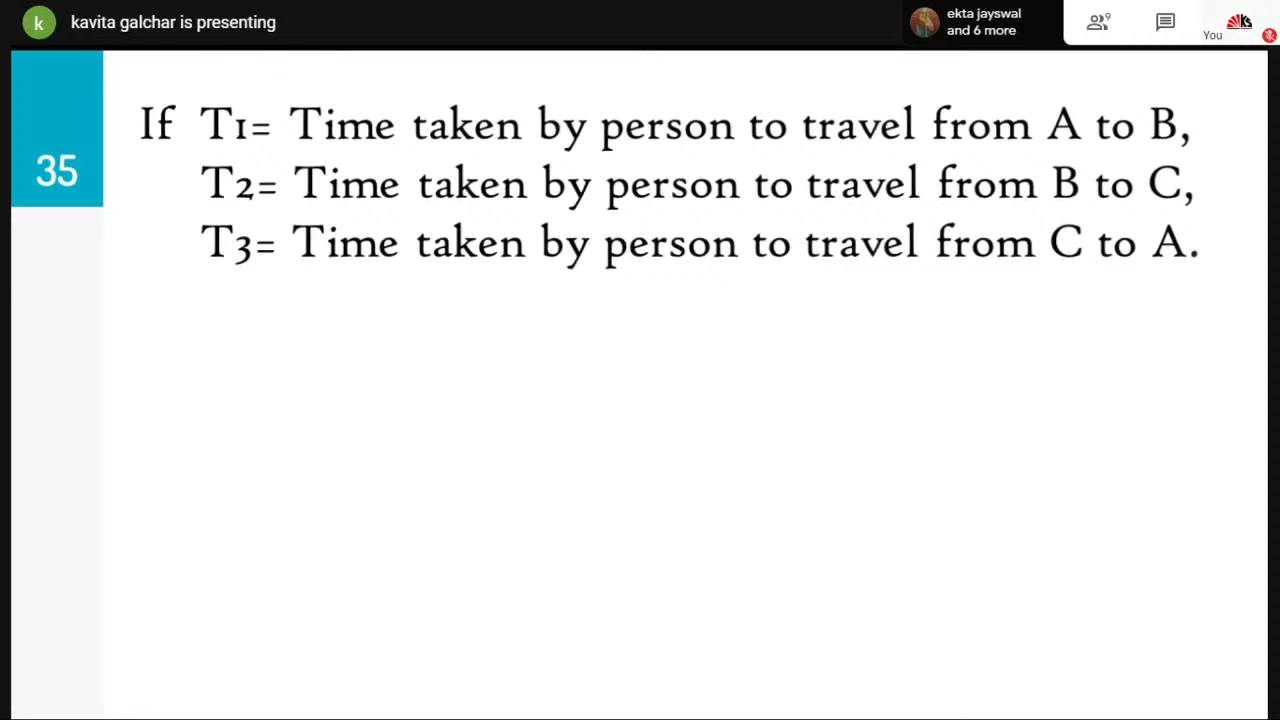 k kavita galchar is presenting
ekta jayswal
and 6 more
9
You
ks
35
If T1= Time taken by person to travel from A to B,
T2= Time taken by person to travel from B to C,
T3= Time taken by person to travel from C to A.